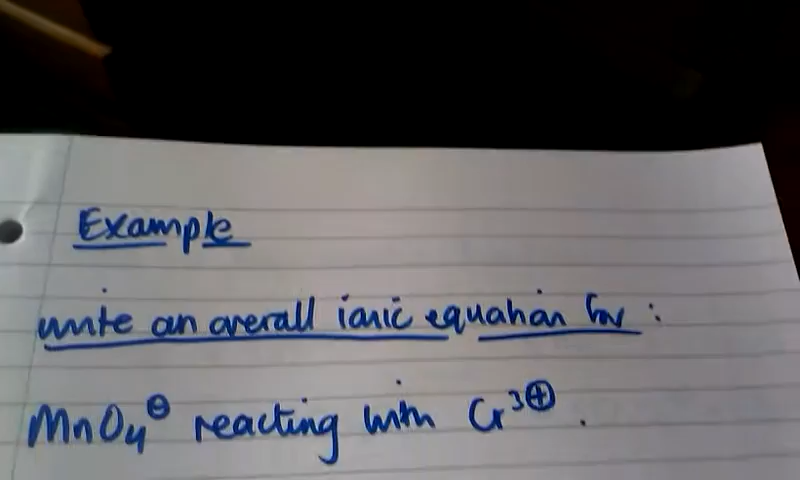 Example
write an overall ionic equation for :
MnO₄⊖ reacting with Cr³⊕.